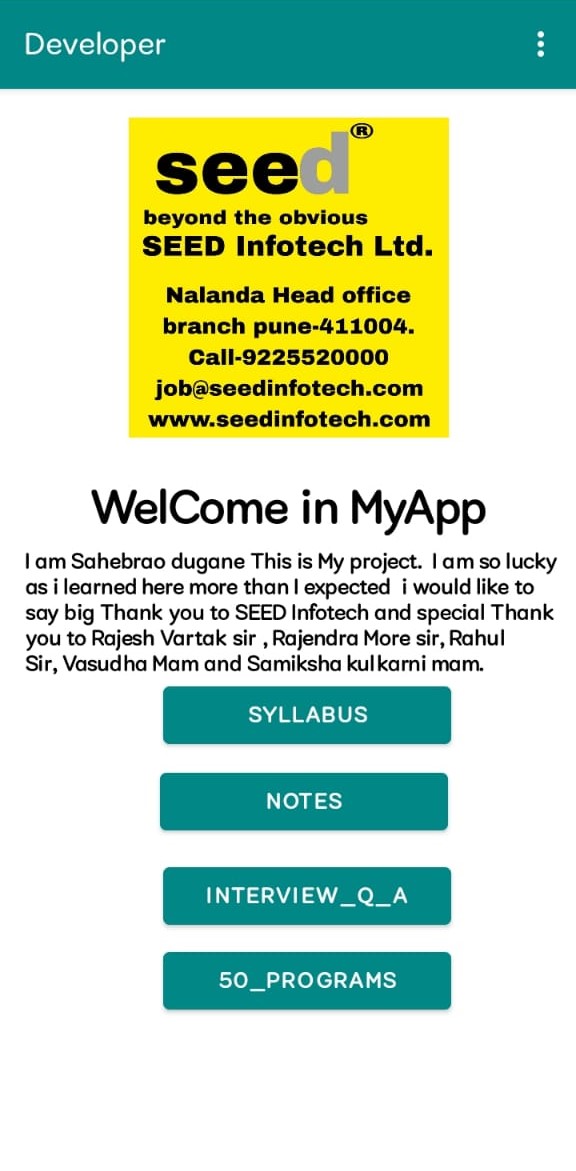 Developer
seed®
beyond the obvious
SEED Infotech Ltd.
Nalanda Head office
branch pune-411004.
Call-9225520000
job@seedinfotech.com
www.seedinfotech.com
WelCome in MyApp
I am Sahebrao dugane This is My project.  I am so lucky
as i learned here more than I expected  i would like to
say big Thank you to SEED Infotech and special Thank
you to Rajesh Vartak sir , Rajendra More sir, Rahul
Sir, Vasudha Mam and Samiksha kulkarni mam.
SYLLABUS
NOTES
INTERVIEW_Q_A
50_PROGRAMS